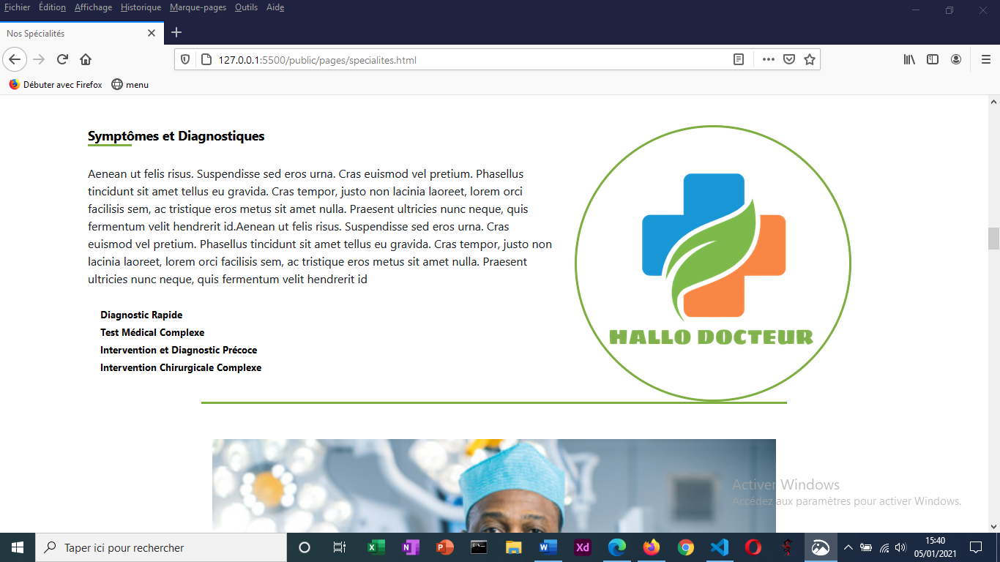 Fichier Édition Affichage Historique Marque-pages Outils Aide
Nos Spécialités
127.0.0.1:5500/public/pages/specialites.html
Débuter avec Firefox menu
Symptômes et Diagnostiques
Aenean ut felis risus. Suspendisse sed eros urna. Cras euismod vel pretium. Phasellus
tincidunt sit amet tellus eu gravida. Cras tempor, justo non lacinia laoreet, lorem orci
facilisis sem, ac tristique eros metus sit amet nulla. Praesent ultricies nunc neque, quis
fermentum velit hendrerit id.Aenean ut felis risus. Suspendisse sed eros urna. Cras
euismod vel pretium. Phasellus tincidunt sit amet tellus eu gravida. Cras tempor, justo non
lacinia laoreet, lorem orci facilisis sem, ac tristique eros metus sit amet nulla. Praesent
ultricies nunc neque, quis fermentum velit hendrerit id
Diagnostic Rapide
Test Médical Complexe
Intervention et Diagnostic Précoce
Intervention Chirurgicale Complexe
HALLO DOCTEUR
Activer Windows
Accédez aux paramètres pour activer Windows.
Taper ici pour rechercher
15:40
05/01/2021